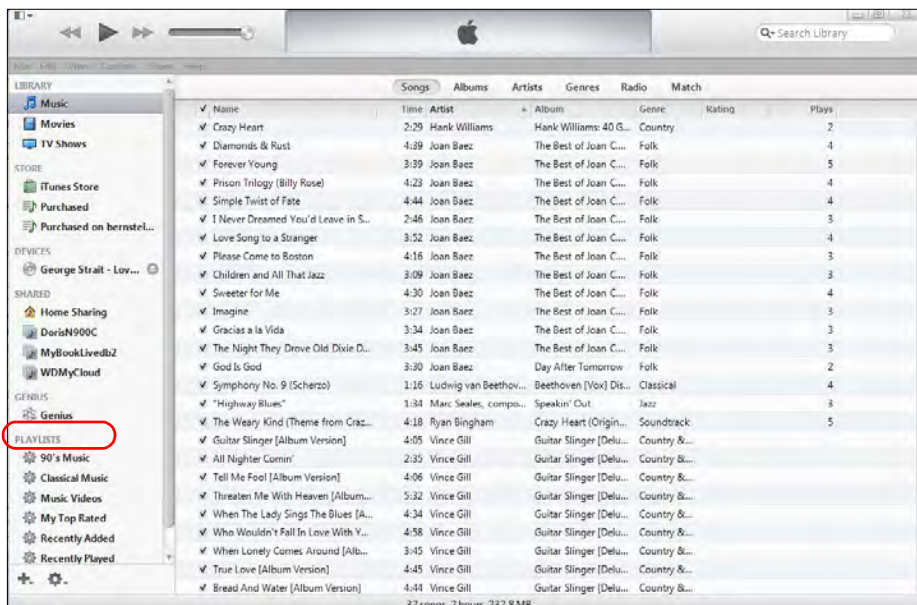 Search Library
File Edit View Controls Store Help
LIBRARY
Music
Movies
TV Shows
STORE
iTunes Store
Purchased
Purchased on bernstel...
DEVICES
George Strait - Lov...
SHARED
Home Sharing
DorisN900C
MyBookLivedb2
WDMyCloud
GENIUS
Genius
PLAYLISTS
90's Music
Classical Music
Music Videos
My Top Rated
Recently Added
Recently Played
Songs Albums Artists Genres Radio Match
Name Time Artist Album Genre Rating Plays
Crazy Heart 2:29 Hank Williams Hank Williams: 40 G... Country 2
Diamonds & Rust 4:39 Joan Baez The Best of Joan C.... Folk 4
Forever Young 3:39 Joan Baez The Best of Joan C.... Folk 5
Prison Trilogy (Billy Rose) 4:23 Joan Baez The Best of Joan C.... Folk 4
Simple Twist of Fate 4:44 Joan Baez The Best of Joan C.... Folk 4
I Never Dreamed You'd Leave in S... 2:46 Joan Baez The Best of Joan C.... Folk 3
Love Song to a Stranger 3:52 Joan Baez The Best of Joan C.... Folk 4
Please Come to Boston 4:16 Joan Baez The Best of Joan C.... Folk 3
Children and All That Jazz 3:09 Joan Baez The Best of Joan C.... Folk 3
Sweeter for Me 4:30 Joan Baez The Best of Joan C.... Folk 4
Imagine 3:27 Joan Baez The Best of Joan C.... Folk 3
Gracias a la Vida 3:34 Joan Baez The Best of Joan C.... Folk 3
The Night They Drove Old Dixie D... 3:45 Joan Baez The Best of Joan C.... Folk 3
God Is God 3:30 Joan Baez Day After Tomorrow Folk 2
Symphony No. 9 (Scherzo) 1:16 Ludwig van Beethov... Beethoven [Vox] Dis... Classical 4
"Highway Blues" 1:34 Marc Seales, compo... Speakin' Out Jazz 3
The Weary Kind (Theme from Craz... 4:18 Ryan Bingham Crazy Heart (Origin... Soundtrack 5
Guitar Slinger [Album Version] 4:05 Vince Gill Guitar Slinger [Delu... Country &...
All Nighter Comin' 2:35 Vince Gill Guitar Slinger [Delu... Country &...
Tell Me Fool [Album Version] 4:06 Vince Gill Guitar Slinger [Delu... Country &...
Threaten Me With Heaven [Album... 5:32 Vince Gill Guitar Slinger [Delu... Country &...
When The Lady Sings The Blues [A... 4:34 Vince Gill Guitar Slinger [Delu... Country &...
Who Wouldn't Fall In Love With Y... 4:58 Vince Gill Guitar Slinger [Delu... Country &...
When Lonely Comes Around [Alb... 3:45 Vince Gill Guitar Slinger [Delu... Country &...
True Love [Album Version] 4:45 Vince Gill Guitar Slinger [Delu... Country &...
Bread And Water [Album Version] 4:44 Vince Gill Guitar Slinger [Delu... Country &...
songs, 2 hours, 232.8 MB